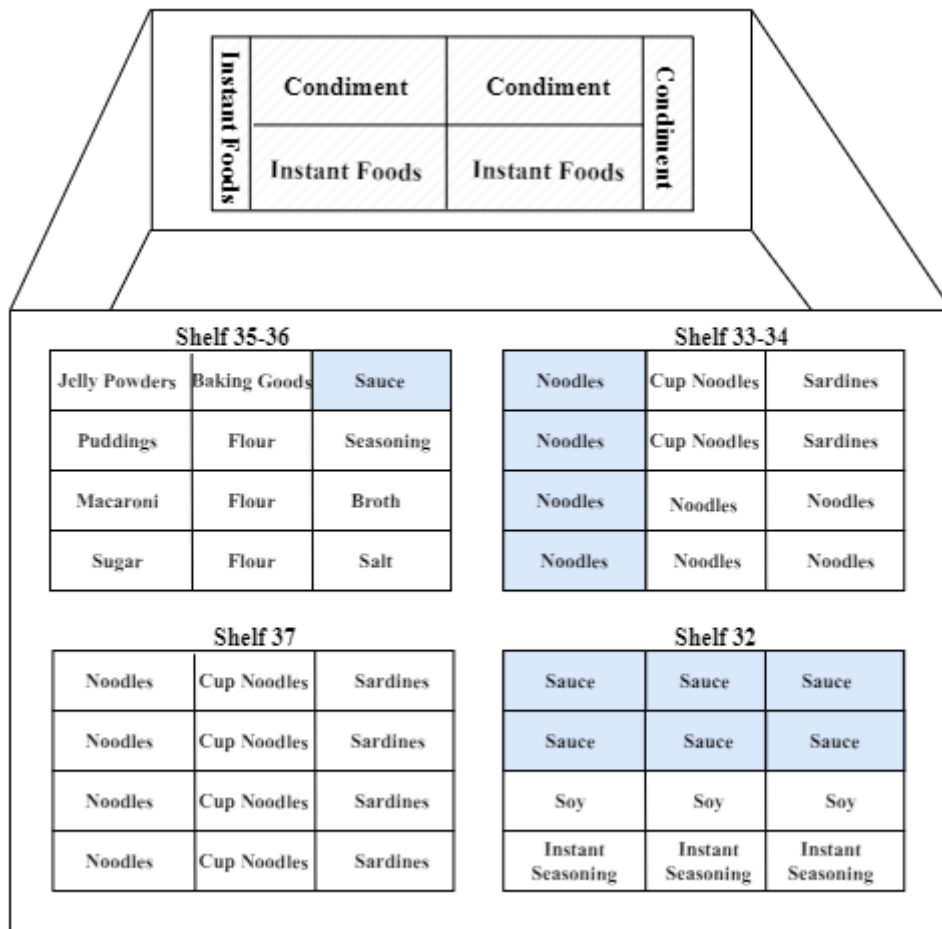 Instant Foods
Condiment
Condiment
Condiment
Instant Foods
Instant Foods
Shelf 35-36
Jelly Powders
Baking Goods
Sauce
Puddings
Flour
Seasoning
Macaroni
Flour
Broth
Sugar
Flour
Salt
Shelf 33-34
Noodles
Cup Noodles
Sardines
Noodles
Cup Noodles
Sardines
Noodles
Noodles
Noodles
Noodles
Noodles
Noodles
Shelf 37
Noodles
Cup Noodles
Sardines
Noodles
Cup Noodles
Sardines
Noodles
Cup Noodles
Sardines
Noodles
Cup Noodles
Sardines
Shelf 32
Sauce
Sauce
Sauce
Sauce
Sauce
Sauce
Soy
Soy
Soy
Instant
Seasoning
Instant
Seasoning
Instant
Seasoning